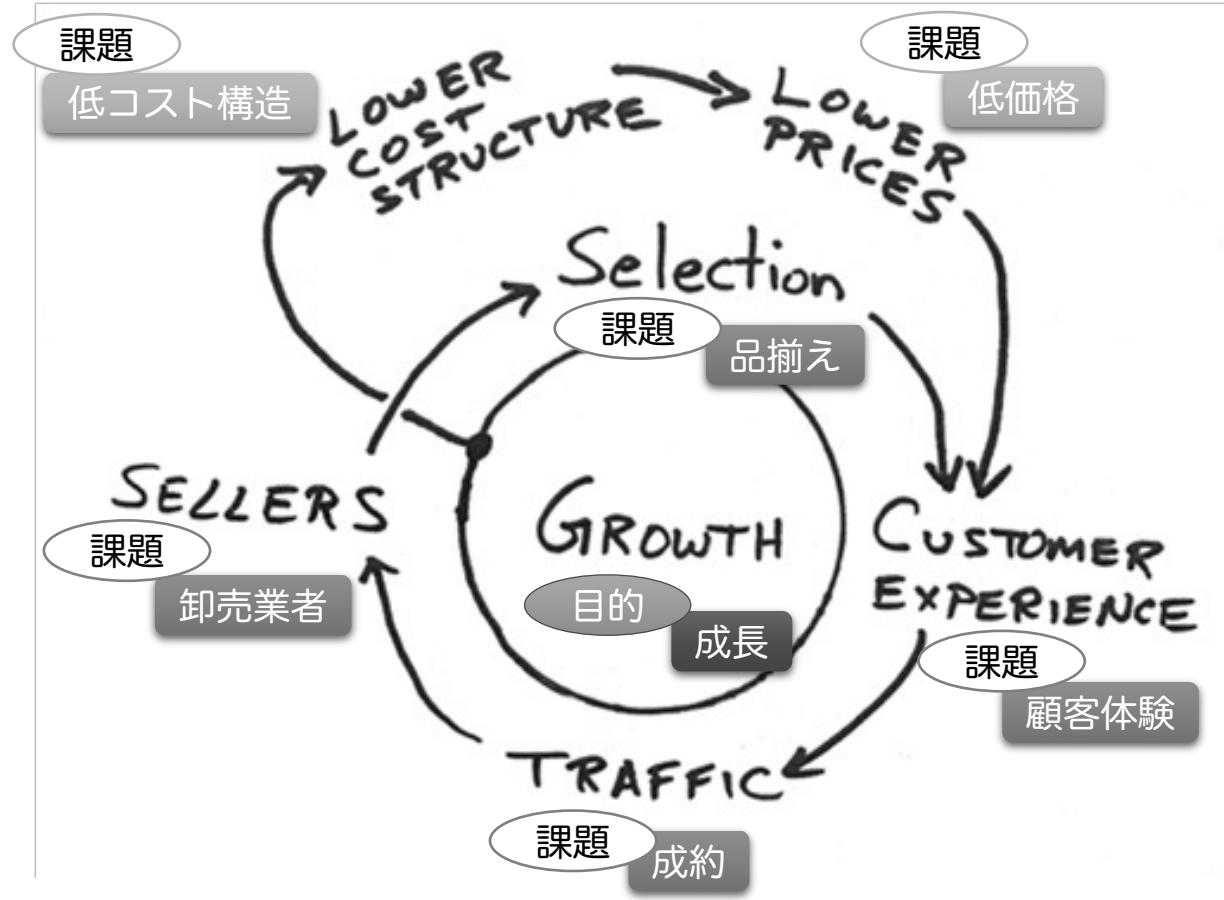 課題
低コスト構造
LOWER
COST
STRUCTURE
課題
低価格
LOWER
PRICES
Selection
課題
品揃え
SELLERS
課題
卸売業者
GROWTH
目的
成長
CUSTOMER
EXPERIENCE
課題
顧客体験
TRAFFIC
課題
成約